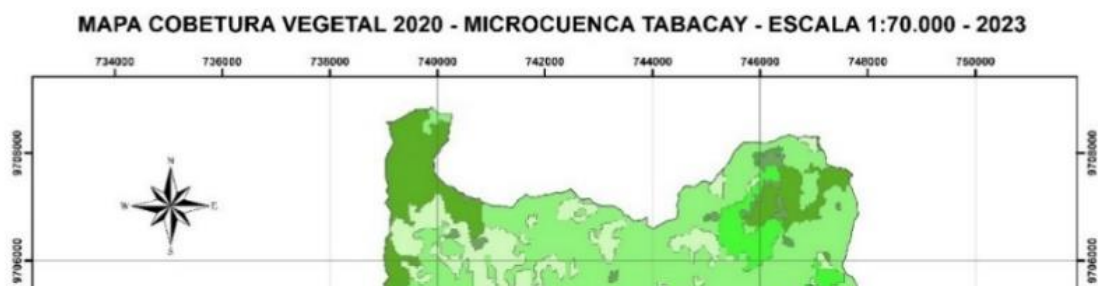 MAPA COBETURA VEGETAL 2020 - MICROCUENCA TABACAY - ESCALA 1:70.000 - 2023
734000 736000 738000 740000 742000 744000 746000 748000 750000
9708000 9708000
N
W E
S
9706000 9706000